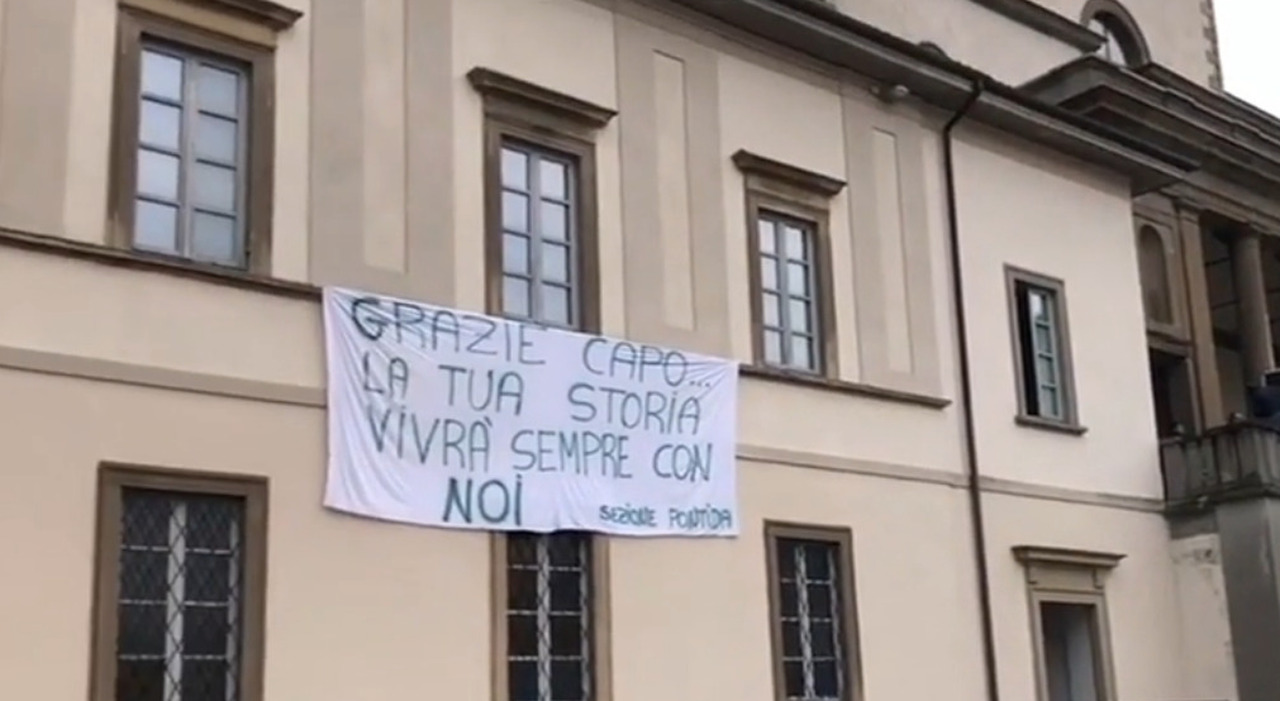 GRAZIE CAPO...
LA TUA STORIA
VIVRÀ SEMPRE CON
NOI
SEZIONE PONTIDA